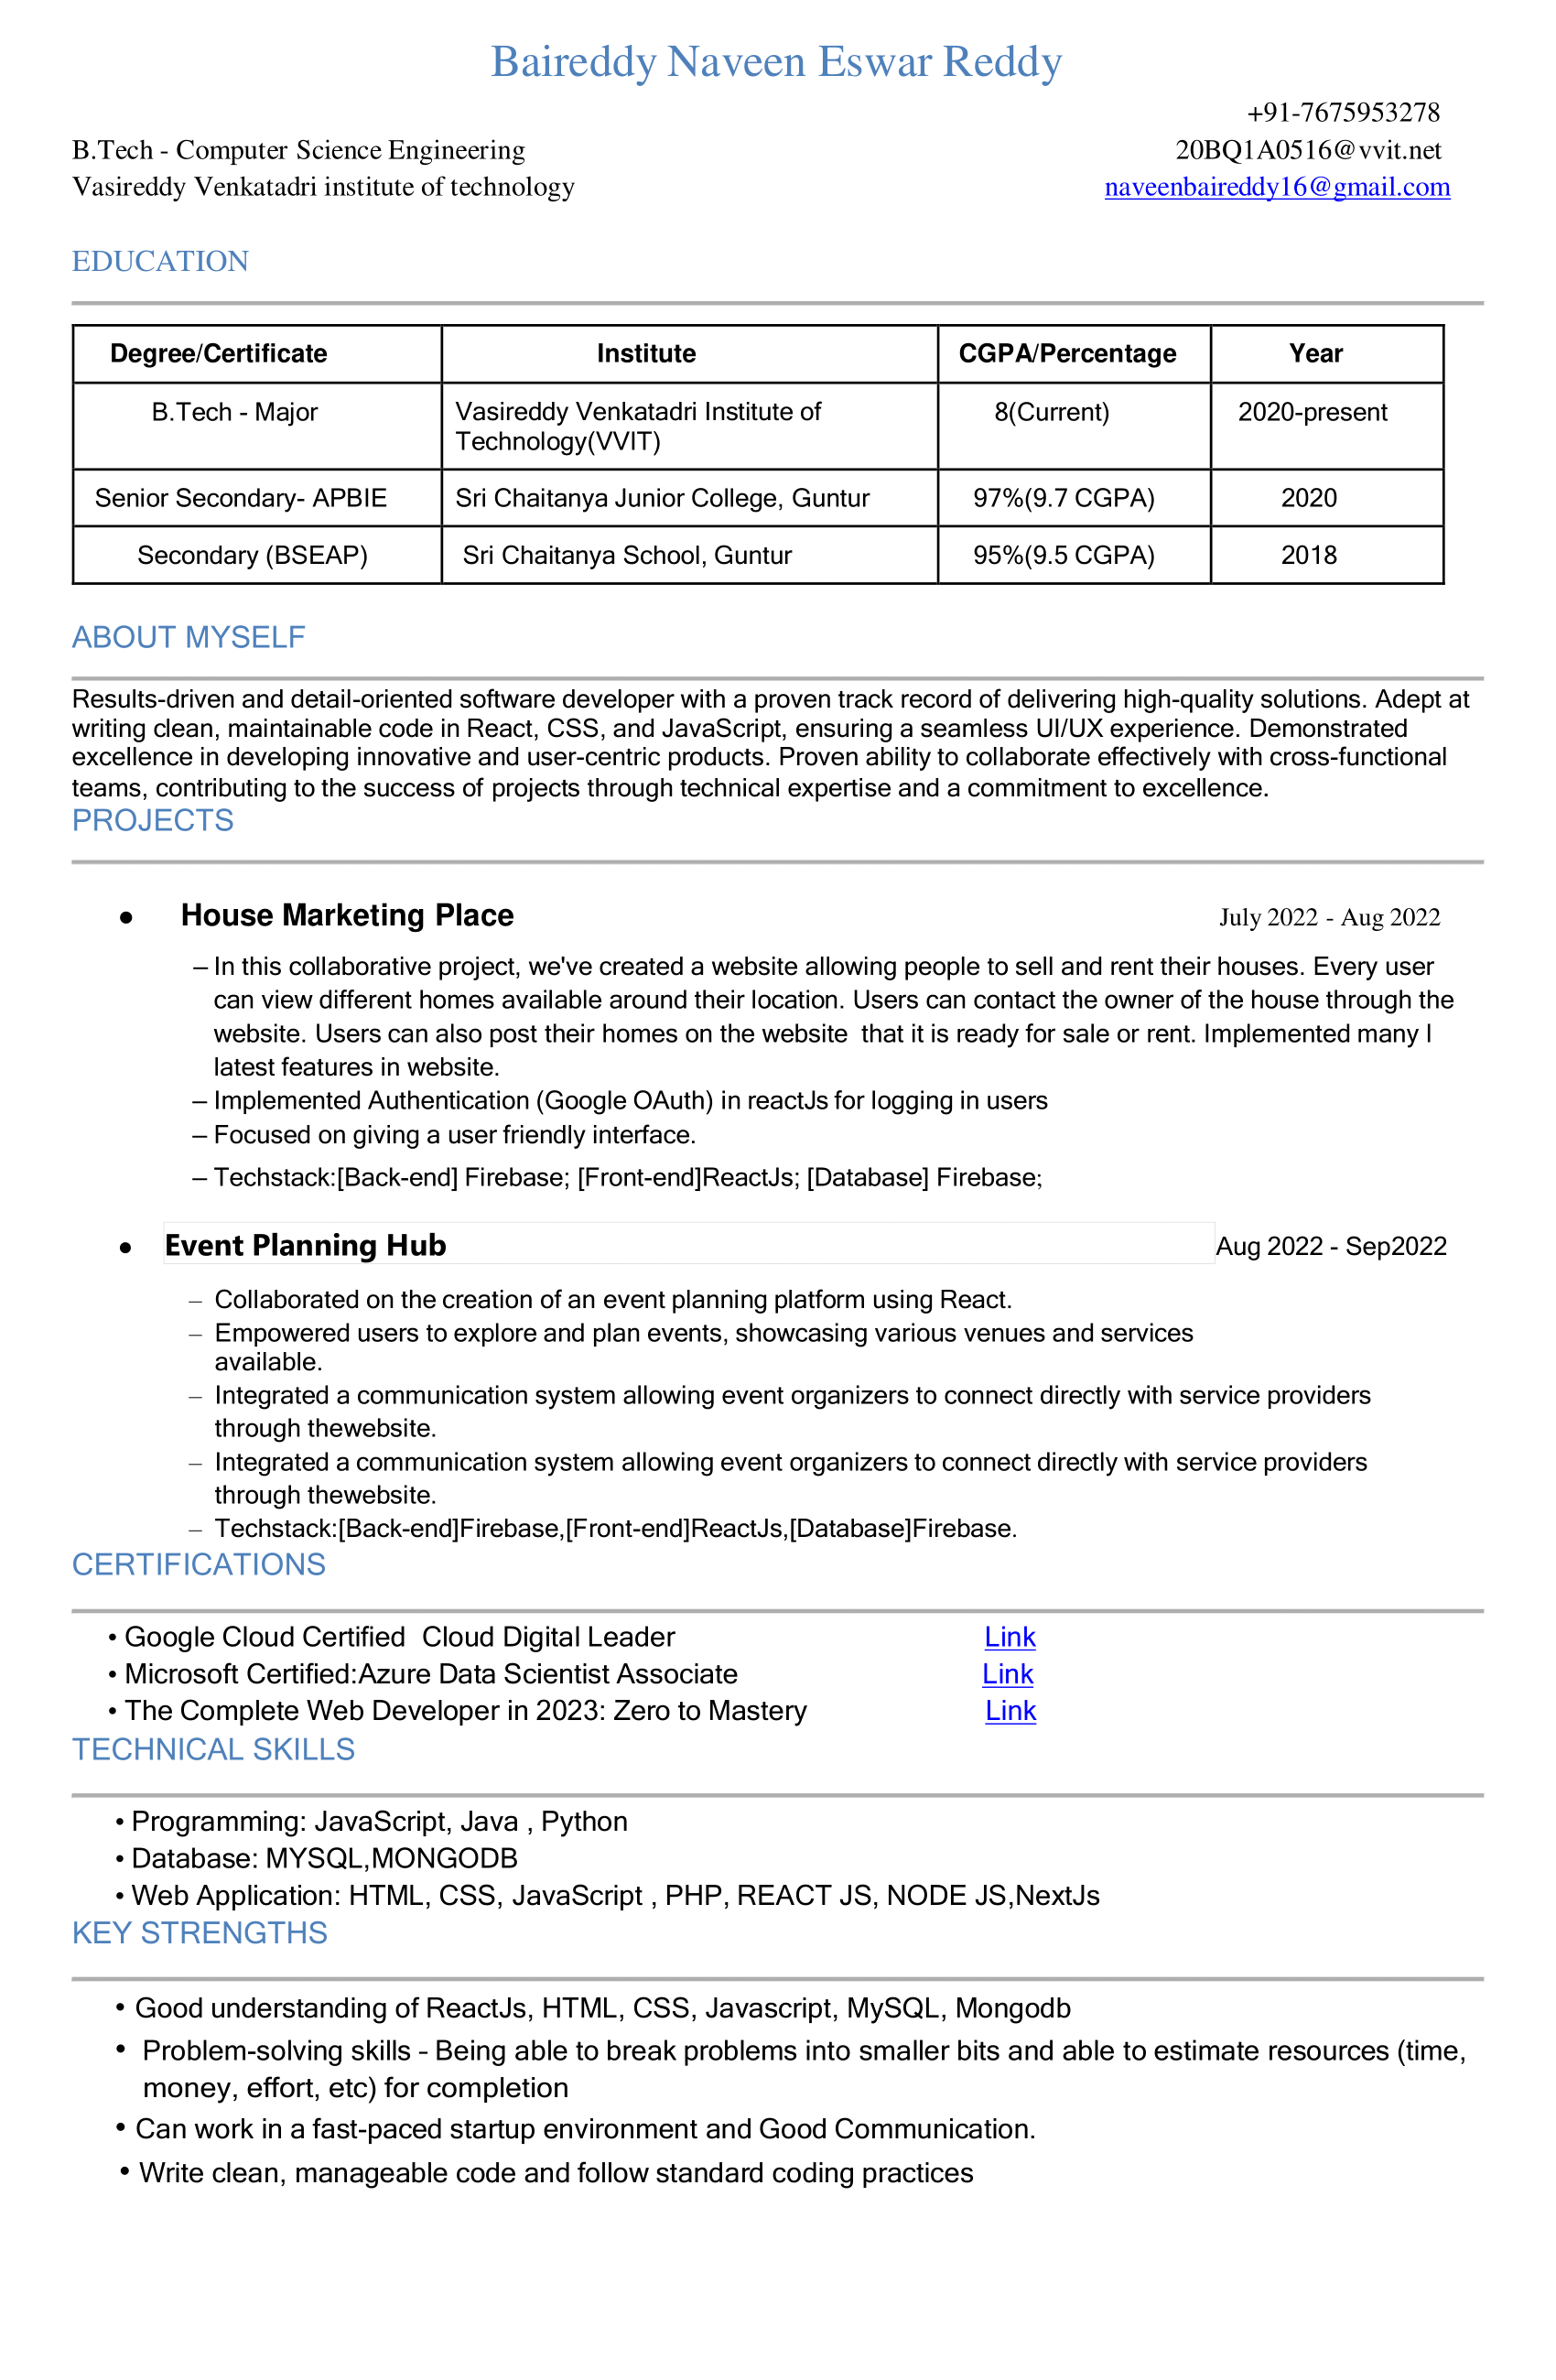 Baireddy Naveen Eswar Reddy
+91-7675953278
B.Tech - Computer Science Engineering 20BQ1A0516@vvit.net
Vasireddy Venkatadri institute of technology naveenbaireddy16@gmail.com
EDUCATION
Degree/Certificate Institute CGPA/Percentage Year
B.Tech - Major Vasireddy Venkatadri Institute of 8(Current) 2020-present
Technology(VVIT)
Senior Secondary- APBIE Sri Chaitanya Junior College, Guntur 97%(9.7 CGPA) 2020
Secondary (BSEAP) Sri Chaitanya School, Guntur 95%(9.5 CGPA) 2018
ABOUT MYSELF
Results-driven and detail-oriented software developer with a proven track record of delivering high-quality solutions. Adept at
writing clean, maintainable code in React, CSS, and JavaScript, ensuring a seamless UI/UX experience. Demonstrated
excellence in developing innovative and user-centric products. Proven ability to collaborate effectively with cross-functional
teams, contributing to the success of projects through technical expertise and a commitment to excellence.
PROJECTS
● House Marketing Place July 2022 - Aug 2022
– In this collaborative project, we've created a website allowing people to sell and rent their houses. Every user
can view different homes available around their location. Users can contact the owner of the house through the
website. Users can also post their homes on the website that it is ready for sale or rent. Implemented many l
latest features in website.
– Implemented Authentication (Google OAuth) in reactJs for logging in users
– Focused on giving a user friendly interface.
– Techstack:[Back-end] Firebase; [Front-end]ReactJs; [Database] Firebase;
● Event Planning Hub Aug 2022 - Sep2022
– Collaborated on the creation of an event planning platform using React.
– Empowered users to explore and plan events, showcasing various venues and services
available.
– Integrated a communication system allowing event organizers to connect directly with service providers
through thewebsite.
– Integrated a communication system allowing event organizers to connect directly with service providers
through thewebsite.
– Techstack:[Back-end]Firebase,[Front-end]ReactJs,[Database]Firebase.
CERTIFICATIONS
• Google Cloud Certified Cloud Digital Leader Link
• Microsoft Certified:Azure Data Scientist Associate Link
• The Complete Web Developer in 2023: Zero to Mastery Link
TECHNICAL SKILLS
• Programming: JavaScript, Java , Python
• Database: MYSQL,MONGODB
• Web Application: HTML, CSS, JavaScript , PHP, REACT JS, NODE JS,NextJs
KEY STRENGTHS
• Good understanding of ReactJs, HTML, CSS, Javascript, MySQL, Mongodb
• Problem-solving skills – Being able to break problems into smaller bits and able to estimate resources (time,
money, effort, etc) for completion
• Can work in a fast-paced startup environment and Good Communication.
• Write clean, manageable code and follow standard coding practices